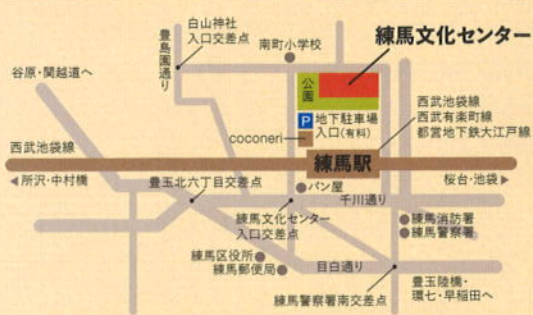 白山神社
入口交差点
豊島園通り
南町小学校
練馬文化センター
谷原・関越道へ
公園
P 地下駐車場
入口(有料)
coconeri
西武池袋線
西武有楽町線
都営地下鉄大江戸線
西武池袋線
練馬駅
◀所沢・中村橋
豊玉北六丁目交差点
パン屋
千川通り
桜台・池袋▶
練馬文化センター
入口交差点
練馬消防署
練馬警察署
練馬区役所
練馬郵便局
目白通り
練馬警察署南交差点
豊玉陸橋・
環七・早稲田へ